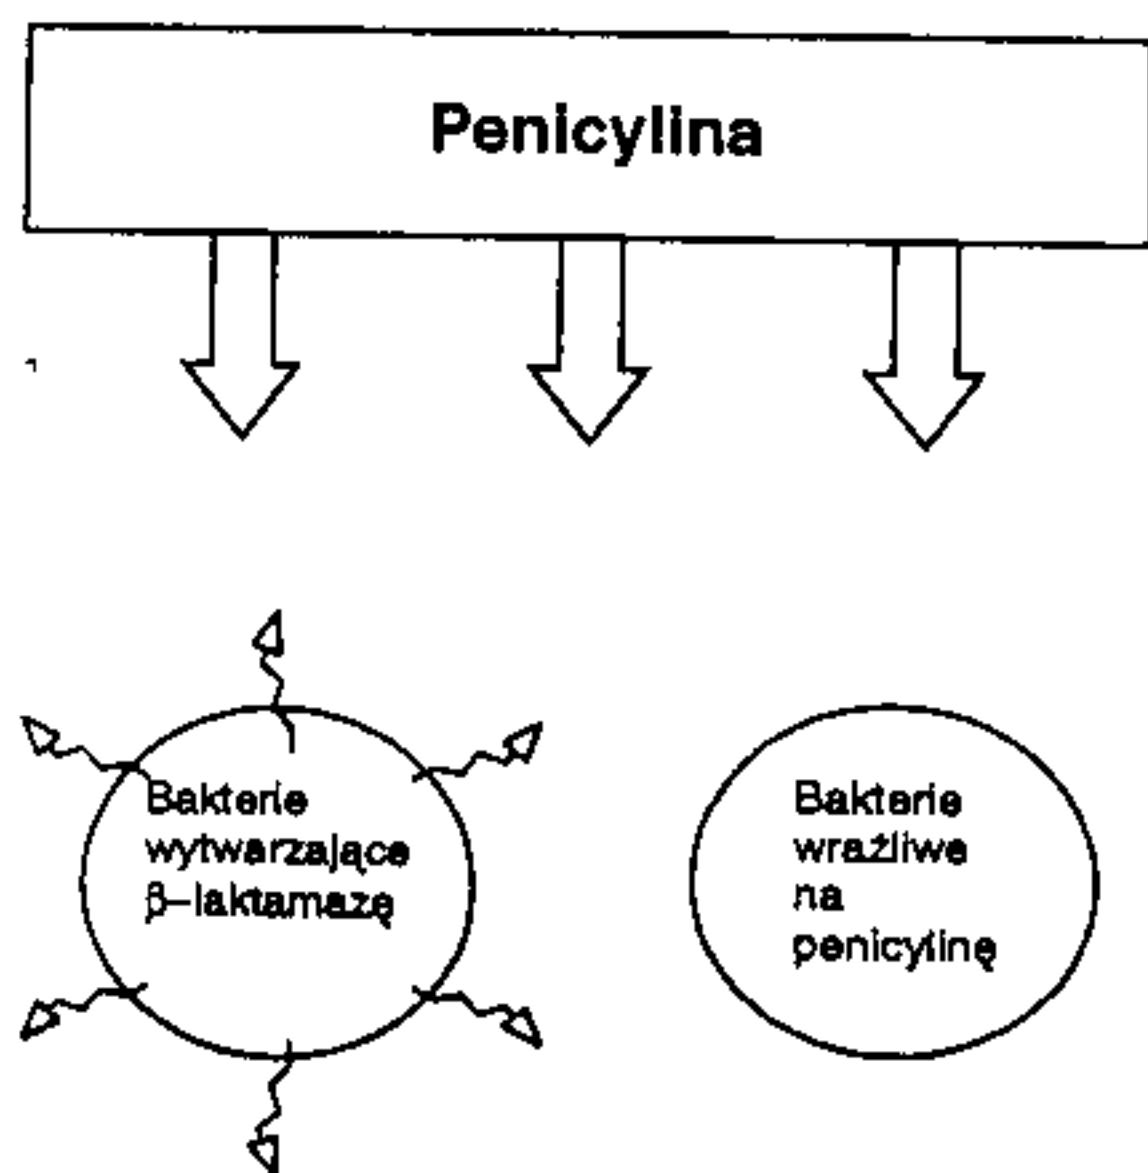 Penicylina
Bakterie
wytwarzające
β–laktamazę
Bakterie
wrażliwe
na
penicylinę